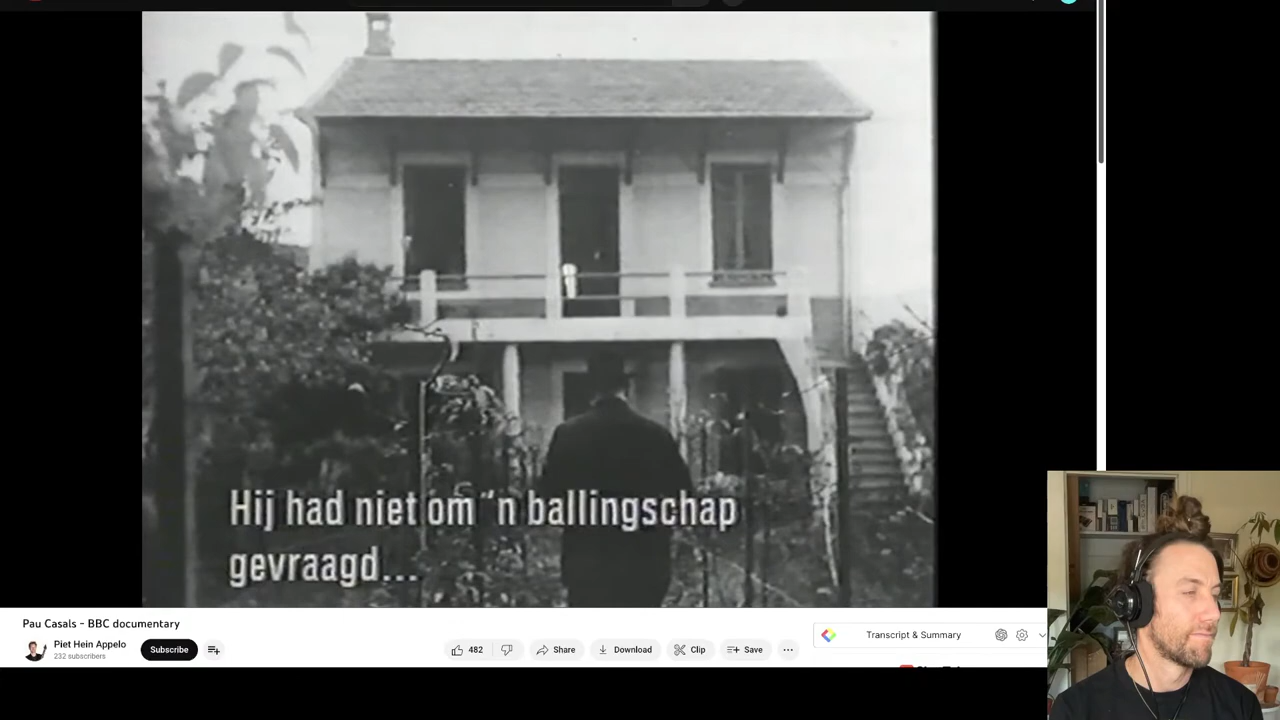 Hij had niet om 'n ballingschap
gevraagd...
Pau Casals - BBC documentary
Piet Hein Appelo
232 subscribers
Subscribe
482
Share
Download
Clip
Save
Transcript & Summary